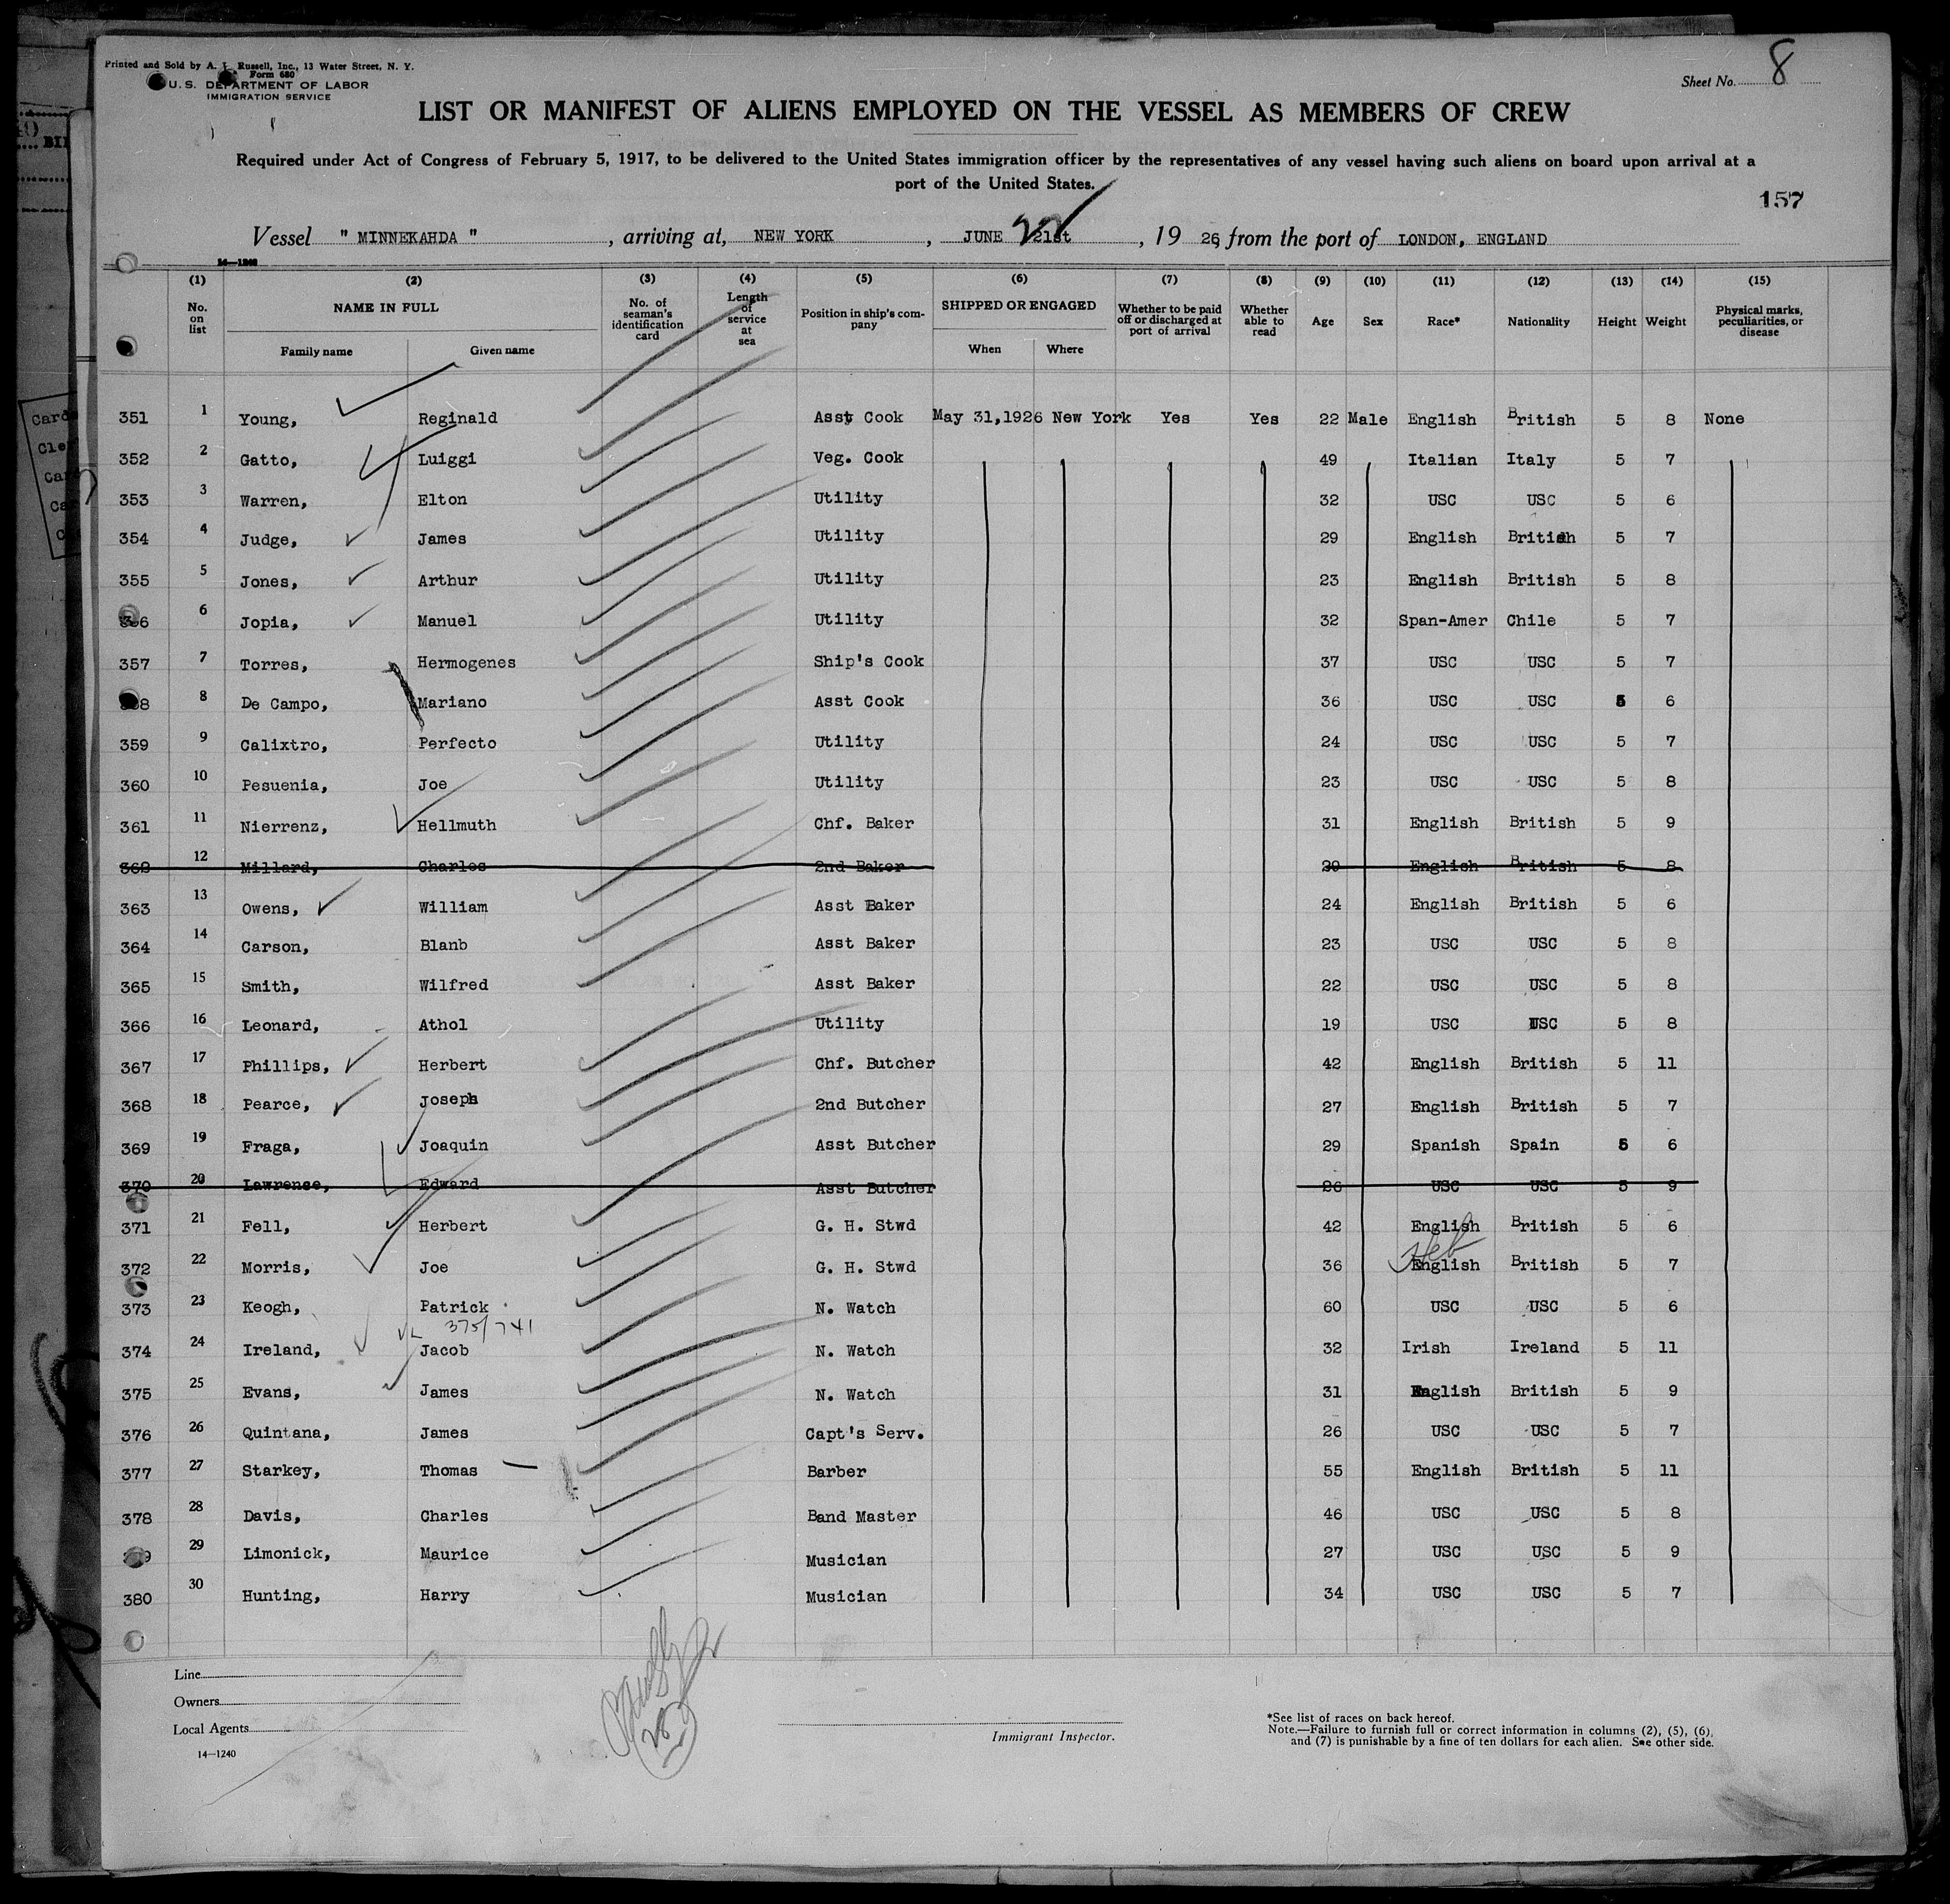 Printed and Sold by A. L. Russell, Inc., 13 Water Street, N. Y.
Form 680
U. S. DEPARTMENT OF LABOR
IMMIGRATION SERVICE
Sheet No. 8
LIST OR MANIFEST OF ALIENS EMPLOYED ON THE VESSEL AS MEMBERS OF CREW
Required under Act of Congress of February 5, 1917, to be delivered to the United States immigration officer by the representatives of any vessel having such aliens on board upon arrival at a
port of the United States.
157
Vessel " MINNEKAHDA ", arriving at, NEW YORK, JUNE 21st, 19 26, from the port of LONDON, ENGLAND
14—1240
(1) (2) (3) (4) (5) (6) (7) (8) (9) (10) (11) (12) (13) (14) (15)
No. on list NAME IN FULL Family name Given name No. of seaman's identification card Length of service at sea Position in ship's company SHIPPED OR ENGAGED When Where Whether to be paid off or discharged at port of arrival Whether able to read Age Sex Race* Nationality Height Weight Physical marks, peculiarities, or disease
351 1 Young, Reginald Asst Cook May 31,1926 New York Yes Yes 22 Male English British 5 8 None
352 2 Gatto, Luiggi Veg. Cook 49 Italian Italy 5 7
353 3 Warren, Elton Utility 32 USC USC 5 6
354 4 Judge, James Utility 29 English British 5 7
355 5 Jones, Arthur Utility 23 English British 5 8
356 6 Jopia, Manuel Utility 32 Span-Amer Chile 5 7
357 7 Torres, Hermogenes Ship's Cook 37 USC USC 5 7
358 8 De Campo, Mariano Asst Cook 36 USC USC 5 6
359 9 Calixtro, Perfecto Utility 24 USC USC 5 7
360 10 Pesuenia, Joe Utility 23 USC USC 5 8
361 11 Nierrenz, Hellmuth Chf. Baker 31 English British 5 9
362 12 Millard, Charles 2nd Baker 29 English British 5 8
363 13 Owens, William Asst Baker 24 English British 5 6
364 14 Carson, Blanb Asst Baker 23 USC USC 5 8
365 15 Smith, Wilfred Asst Baker 22 USC USC 5 8
366 16 Leonard, Athol Utility 19 USC USC 5 8
367 17 Phillips, Herbert Chf. Butcher 42 English British 5 11
368 18 Pearce, Joseph 2nd Butcher 27 English British 5 7
369 19 Fraga, Joaquin Asst Butcher 29 Spanish Spain 5 6
370 20 Lawrence, Edward Asst Butcher 26 USC USC 5 9
371 21 Fell, Herbert G. H. Stwd 42 English British 5 6
Heb
372 22 Morris, Joe G. H. Stwd 36 English British 5 7
373 23 Keogh, Patrick N. Watch 60 USC USC 5 6
375/741
374 24 Ireland, Jacob N. Watch 32 Irish Ireland 5 11
375 25 Evans, James N. Watch 31 English British 5 9
376 26 Quintana, James Capt's Serv. 26 USC USC 5 7
377 27 Starkey, Thomas Barber 55 English British 5 11
378 28 Davis, Charles Band Master 46 USC USC 5 8
379 29 Limonick, Maurice Musician 27 USC USC 5 9
380 30 Hunting, Harry Musician 34 USC USC 5 7
28
Line
Owners
Local Agents
14—1240
Immigrant Inspector.
*See list of races on back hereof.
Note.—Failure to furnish full or correct information in columns (2), (5), (6),
and (7) is punishable by a fine of ten dollars for each alien. See other side.